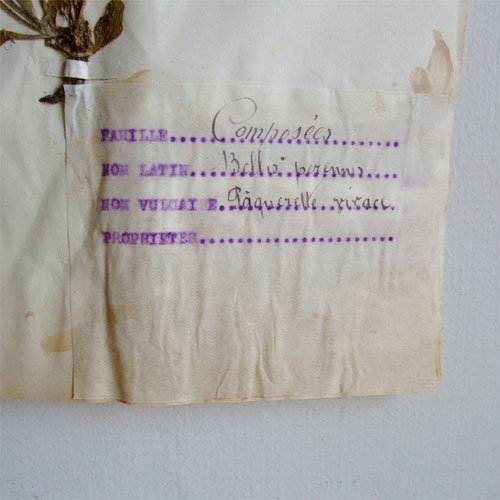 FAMILLE....Composées
NOM LATIN..Bellis perennis
NOM VULGAIRE.Pâquerette vivace
PROPRIETES.......................